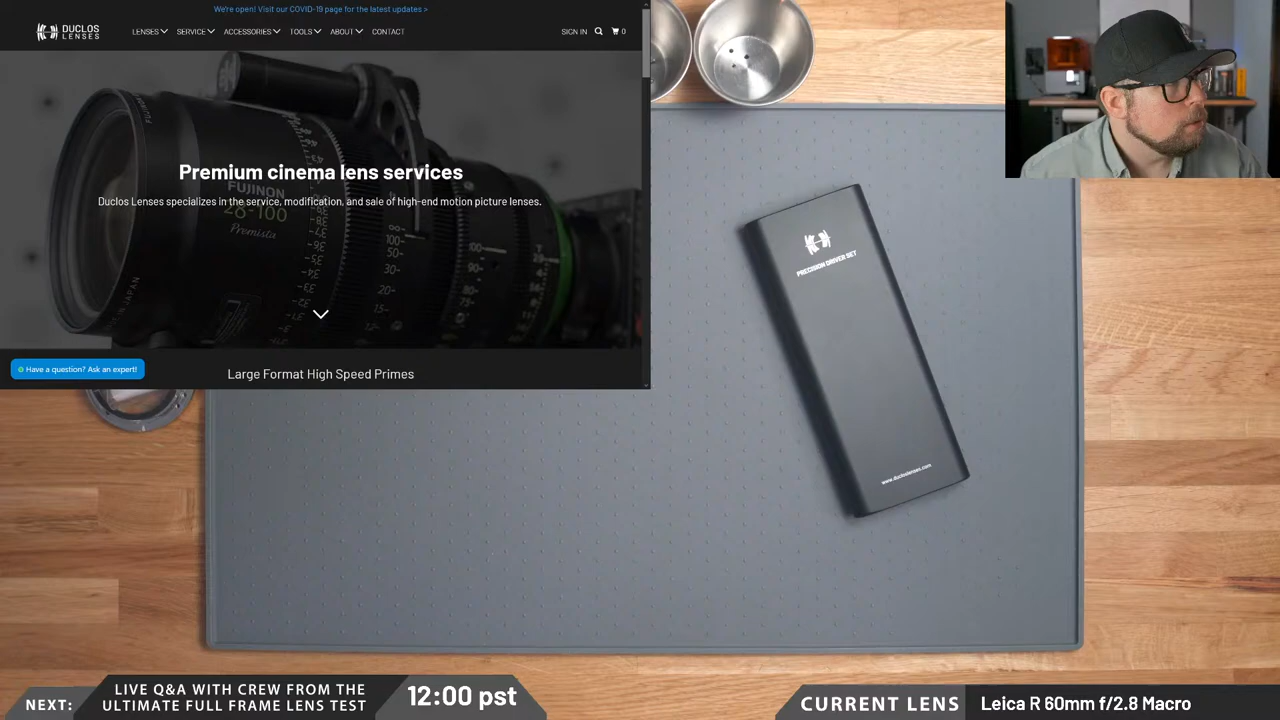 We're open! Visit our COVID-19 page for the latest updates >
DUCLOS
LENSES
LENSES SERVICE ACCESSORIES TOOLS ABOUT CONTACT
SIGN IN 0
Premium cinema lens services
Duclos Lenses specializes in the service, modification, and sale of high-end motion picture lenses.
FUJINON
28-100
Premista
Have a question? Ask an expert!
Large Format High Speed Primes
PRECISION DRIVER SET
www.ducloslenses.com
NEXT:
LIVE Q&A WITH CREW FROM THE
ULTIMATE FULL FRAME LENS TEST
12:00 pst
CURRENT LENS
Leica R 60mm f/2.8 Macro